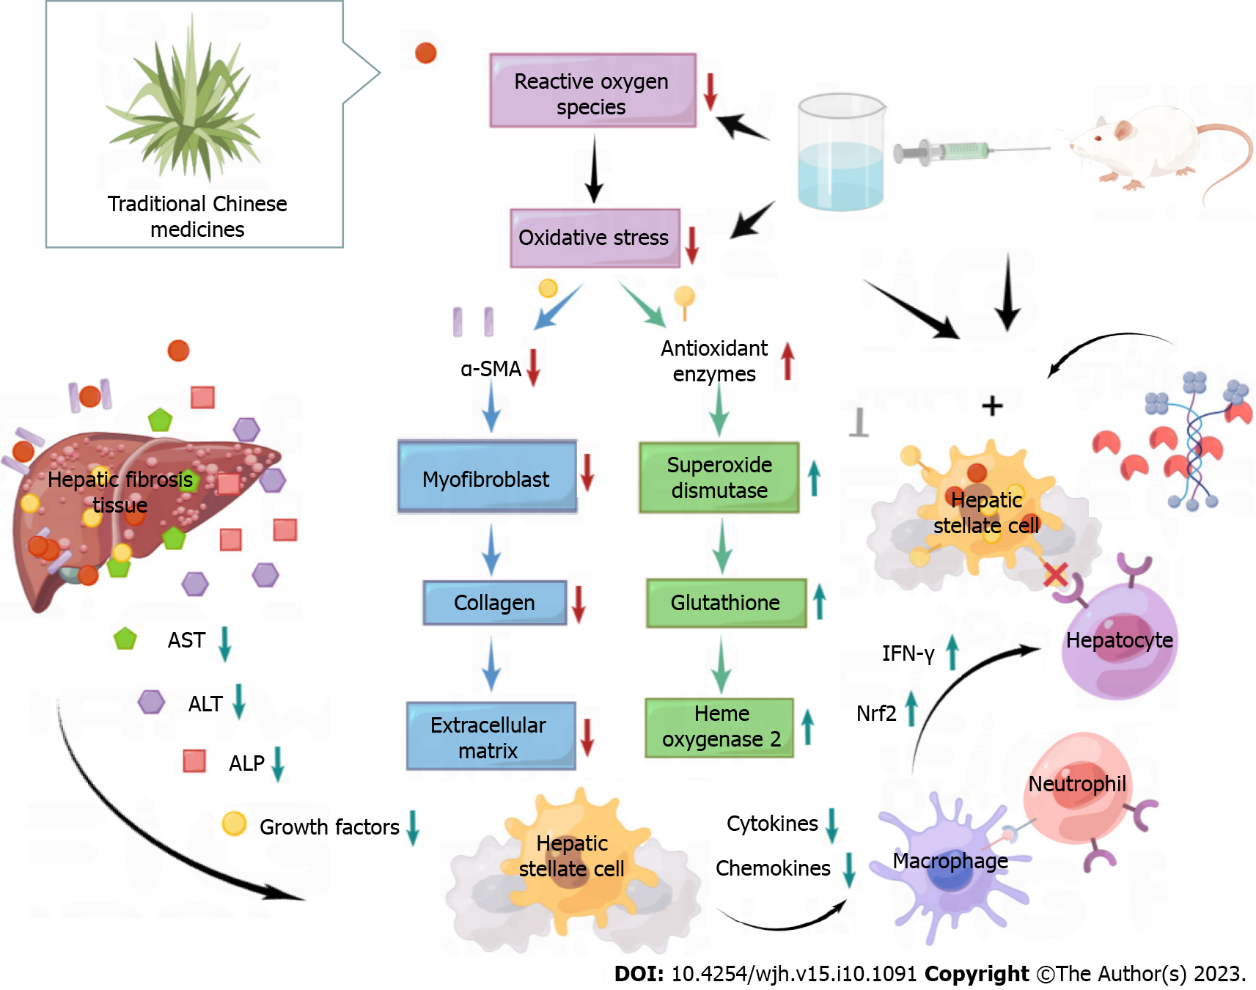 Traditional Chinese
medicines
Reactive oxygen
species
Oxidative stress
α-SMA
Antioxidant
enzymes
Myofibroblast
Superoxide
dismutase
Collagen
Glutathione
Extracellular
matrix
Heme
oxygenase 2
Hepatic fibrosis
tissue
AST
ALT
ALP
Growth factors
Hepatic
stellate cell
Cytokines
Chemokines
Macrophage
Neutrophil
IFN-γ
Nrf2
Hepatocyte
+
Hepatic
stellate cell
DOI: 10.4254/wjh.v15.i10.1091 Copyright ©The Author(s) 2023.